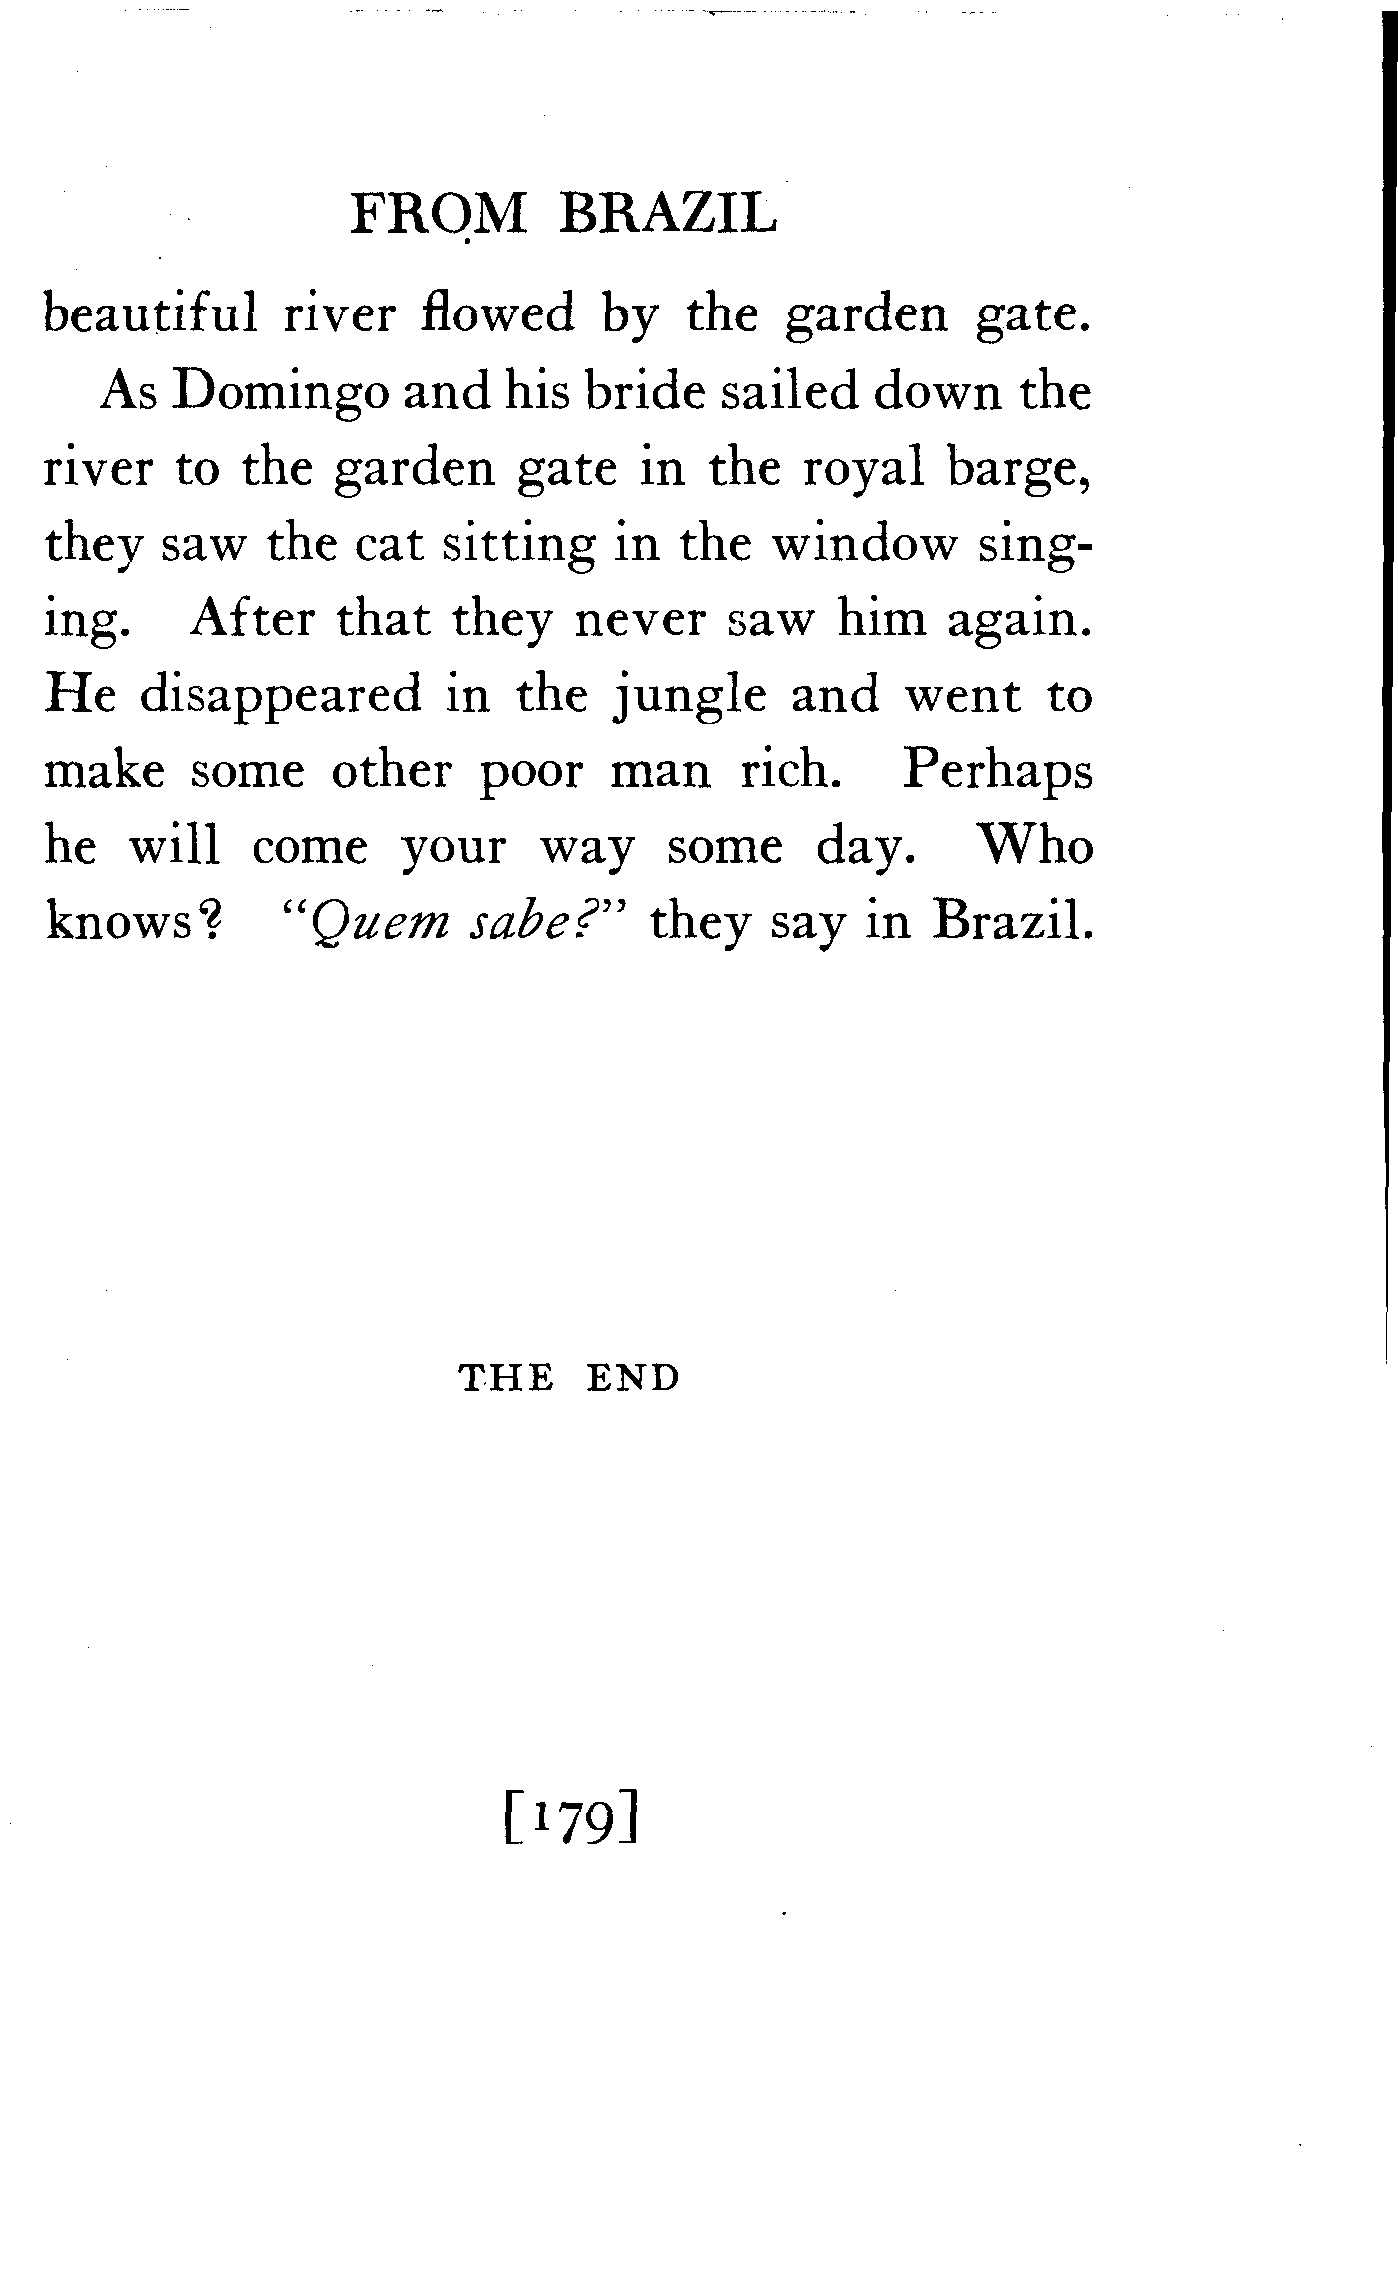 FROM BRAZIL
beautiful river flowed by the garden gate.
As Domingo and his bride sailed down the
river to the garden gate in the royal barge,
they saw the cat sitting in the window sing-
ing. After that they never saw him again.
He disappeared in the jungle and went to
make some other poor man rich. Perhaps
he will come your way some day. Who
knows? “Quem sabe?” they say in Brazil.
THE END
[179]